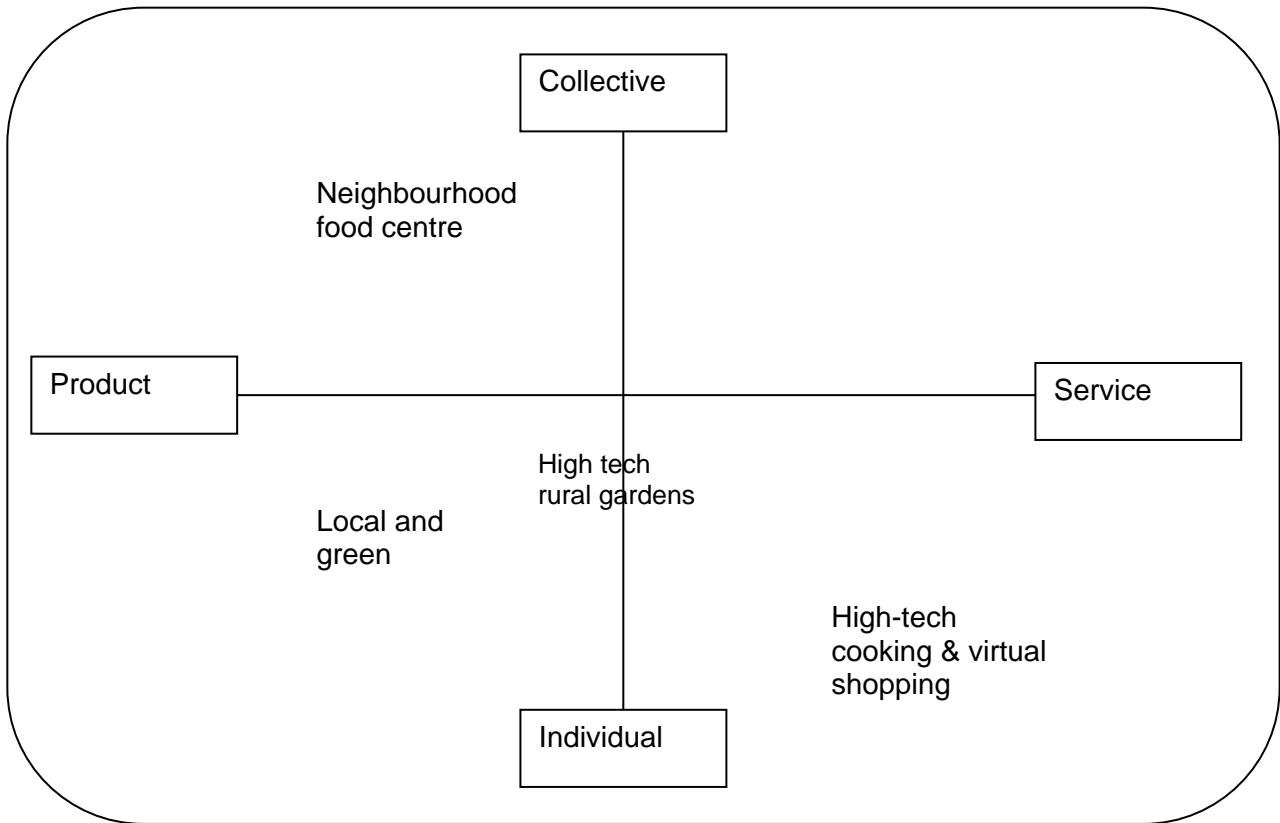 Collective
Neighbourhood
food centre
Product
Service
High tech
rural gardens
Local and
green
High-tech
cooking & virtual
shopping
Individual